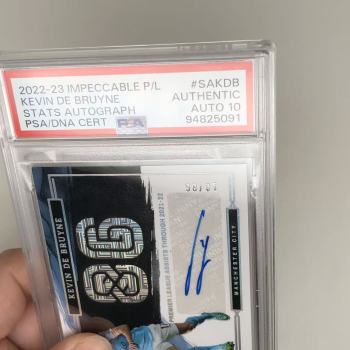 2022-23 IMPECCABLE P/L #SAKDB
KEVIN DE BRUYNE AUTHENTIC
STATS AUTOGRAPH AUTO 10
PSA/DNA CERT PSA 94825091
KEVIN DE BRUYNE
86
PREMIER LEAGUE ASSISTS THROUGH 2021-22
MANCHESTER CITY